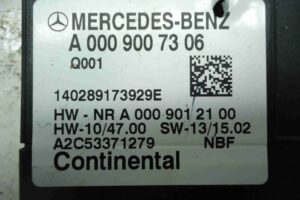 MERCEDES-BENZ
A 000 900 73 06
Q001
140289173929E
HW - NR A 000 901 21 00
HW-10/47.00 SW-13/15.02
A2C53371279 NBF
Continental